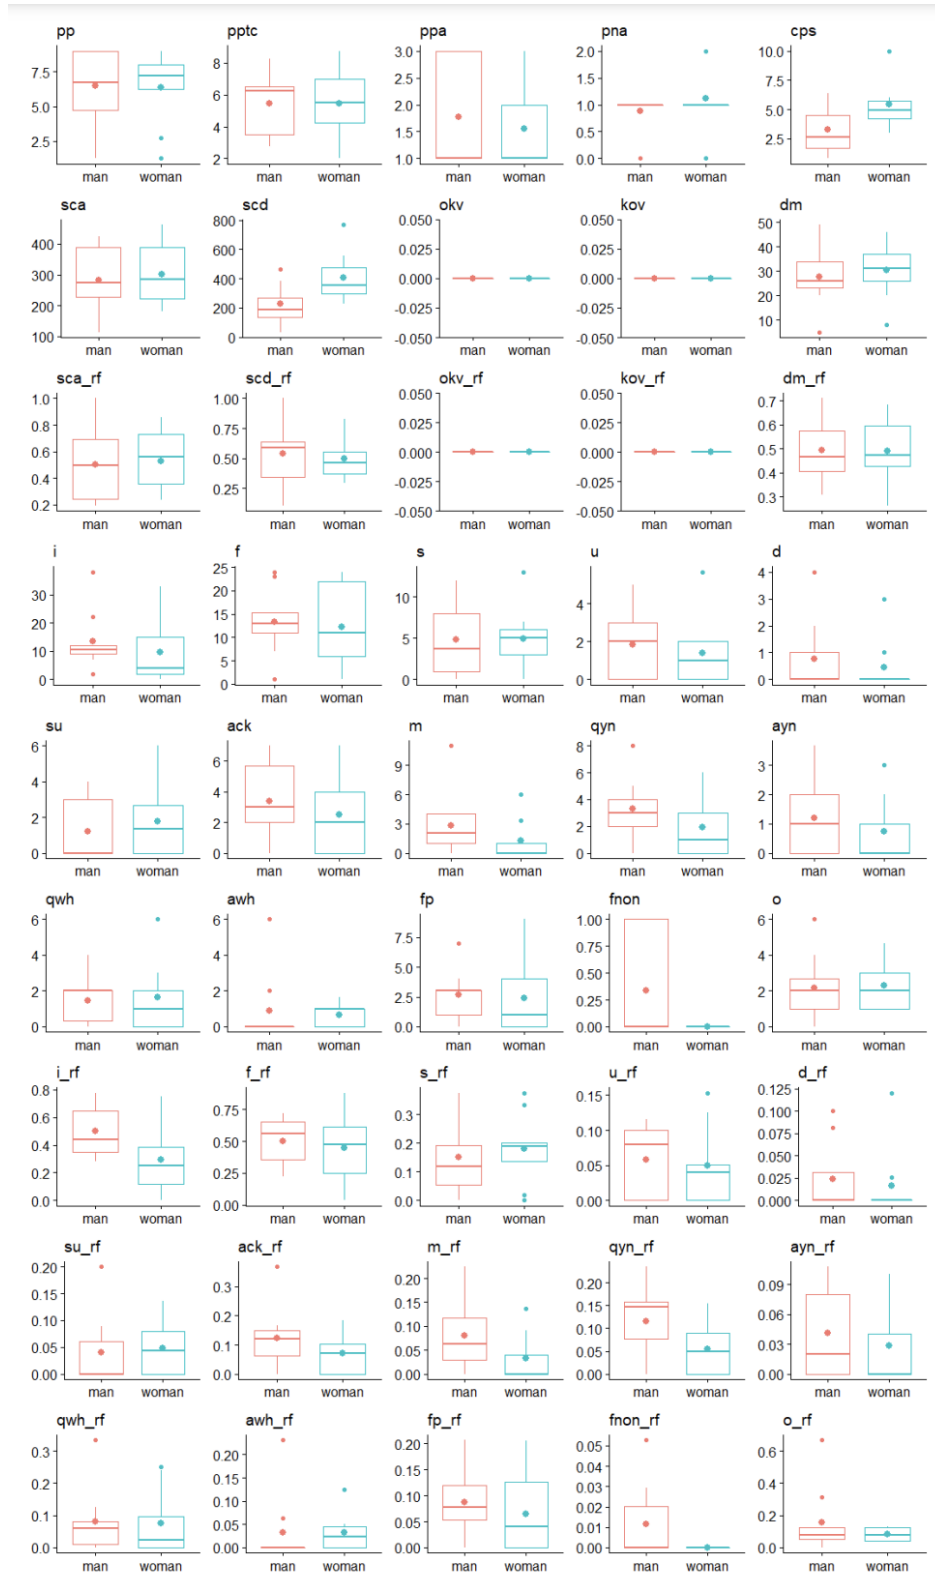 pp pptc ppa pna cps
7.5 5.0 2.5 8 6 4 2 3.0 2.5 2.0 1.5 1.0 2.0 1.5 1.0 0.5 0.0 10.0 7.5 5.0 2.5
man woman man woman man woman man woman man woman
sca scd okv kov dm
400 300 200 100 800 600 400 200 0 0.050 0.025 0.000 -0.025 -0.050 0.050 0.025 0.000 -0.025 -0.050 50 40 30 20 10
man woman man woman man woman man woman man woman
sca_rf scd_rf okv_rf kov_rf dm_rf
1.0 0.8 0.6 0.4 0.2 1.00 0.75 0.50 0.25 0.050 0.025 0.000 -0.025 -0.050 0.050 0.025 0.000 -0.025 -0.050 0.7 0.6 0.5 0.4 0.3
man woman man woman man woman man woman man woman
i f s u d
30 20 10 0 25 20 15 10 5 0 10 5 0 4 2 0 4 3 2 1 0
man woman man woman man woman man woman man woman
su ack m qyn ayn
6 4 2 0 6 4 2 0 9 6 3 0 8 6 4 2 0 3 2 1 0
man woman man woman man woman man woman man woman
qwh awh fp fnon o
6 4 2 0 6 4 2 0 7.5 5.0 2.5 0.0 1.00 0.75 0.50 0.25 0.00 6 4 2 0
man woman man woman man woman man woman man woman
i_rf f_rf s_rf u_rf d_rf
0.8 0.6 0.4 0.2 0.0 0.75 0.50 0.25 0.00 0.3 0.2 0.1 0.0 0.15 0.10 0.05 0.00 0.125 0.100 0.075 0.050 0.025 0.000
man woman man woman man woman man woman man woman
su_rf ack_rf m_rf qyn_rf ayn_rf
0.20 0.15 0.10 0.05 0.00 0.3 0.2 0.1 0.0 0.20 0.15 0.10 0.05 0.00 0.20 0.15 0.10 0.05 0.00 0.09 0.06 0.03 0.00
man woman man woman man woman man woman man woman
qwh_rf awh_rf fp_rf fnon_rf o_rf
0.3 0.2 0.1 0.0 0.20 0.15 0.10 0.05 0.00 0.20 0.15 0.10 0.05 0.00 0.05 0.04 0.03 0.02 0.01 0.00 0.6 0.4 0.2 0.0
man woman man woman man woman man woman man woman